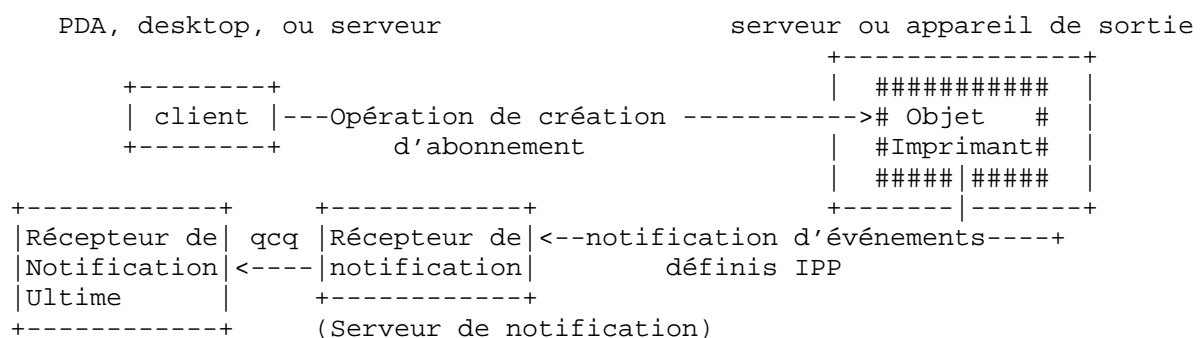 PDA, desktop, ou serveur serveur ou appareil de sortie
+---------------+
+--------+ | ########### |
| client |---Opération de création -----------># Objet # |
+--------+ d'abonnement | #Imprimant# |
| #####|##### |
+------------+ +------------+ +-------|-------+
|Récepteur de| qcq |Récepteur de|<--notification d'événements----+
|Notification|<----|notification| définis IPP
|Ultime | +------------+
+------------+ (Serveur de notification)